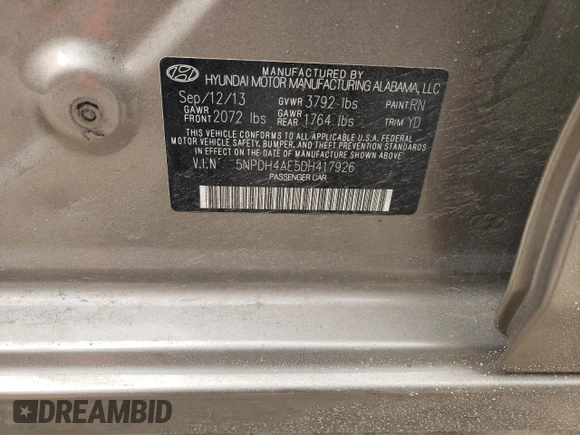 MANUFACTURED BY
HYUNDAI MOTOR MANUFACTURING ALABAMA, LLC
Sep/12/13 GVWR 3792 lbs PAINT RN
GAWR FRONT 2072 lbs GAWR REAR 1764 lbs TRIM YD
THIS VEHICLE CONFORMS TO ALL APPLICABLE U.S.A. FEDERAL
MOTOR VEHICLE SAFETY, BUMPER, AND THEFT PREVENTION STANDARDS
IN EFFECT ON THE DATE OF MANUFACTURE SHOWN ABOVE.
V.I.N 5NPDH4AE5DH417926
PASSENGER CAR
DREAMBID